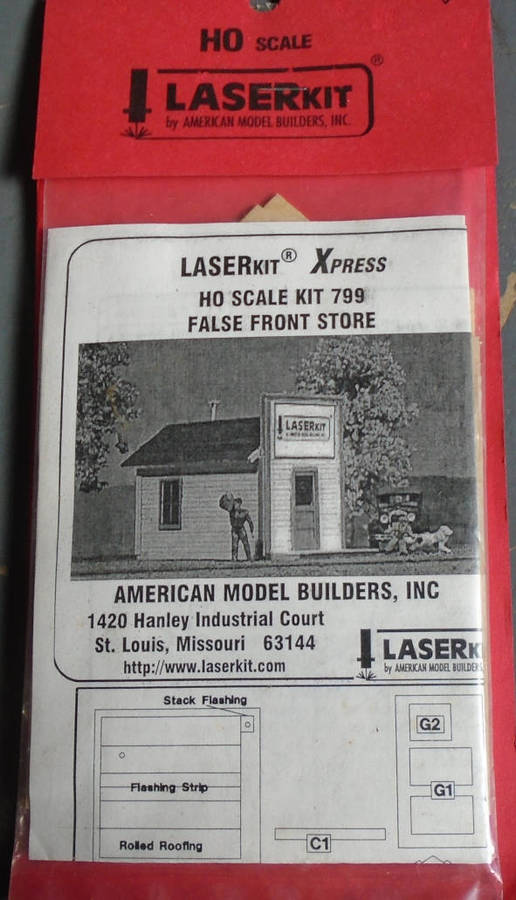 HO SCALE
LASERKIT®
by AMERICAN MODEL BUILDERS, INC.
LASERKIT® XPRESS
HO SCALE KIT 799
FALSE FRONT STORE
LASERKIT
AMERICAN MODEL BUILDERS, INC
1420 Hanley Industrial Court
St. Louis, Missouri 63144
http://www.laserkit.com
LASERK
by AMERICAN MODEL BUILDERS
Stack Flashing
G2
Flashing Strip
G1
Rolled Roofing
C1